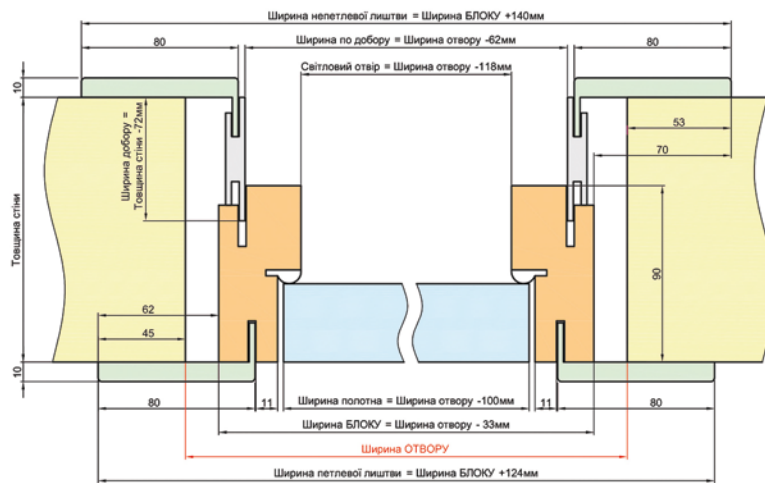 Ширина непетлевої лиштви = Ширина БЛОКУ +140мм
80
Ширина по добору = Ширина отвору -62мм
80
Світловий отвір = Ширина отвору -118мм
10
Ширина добору =
Товщина стіни -72мм
53
70
Товщина стіни
90
62
45
10
80
11
Ширина полотна = Ширина отвору -100мм
11
80
Ширина БЛОКУ = Ширина отвору - 33мм
Ширина ОТВОРУ
Ширина петлевої лиштви = Ширина БЛОКУ +124мм